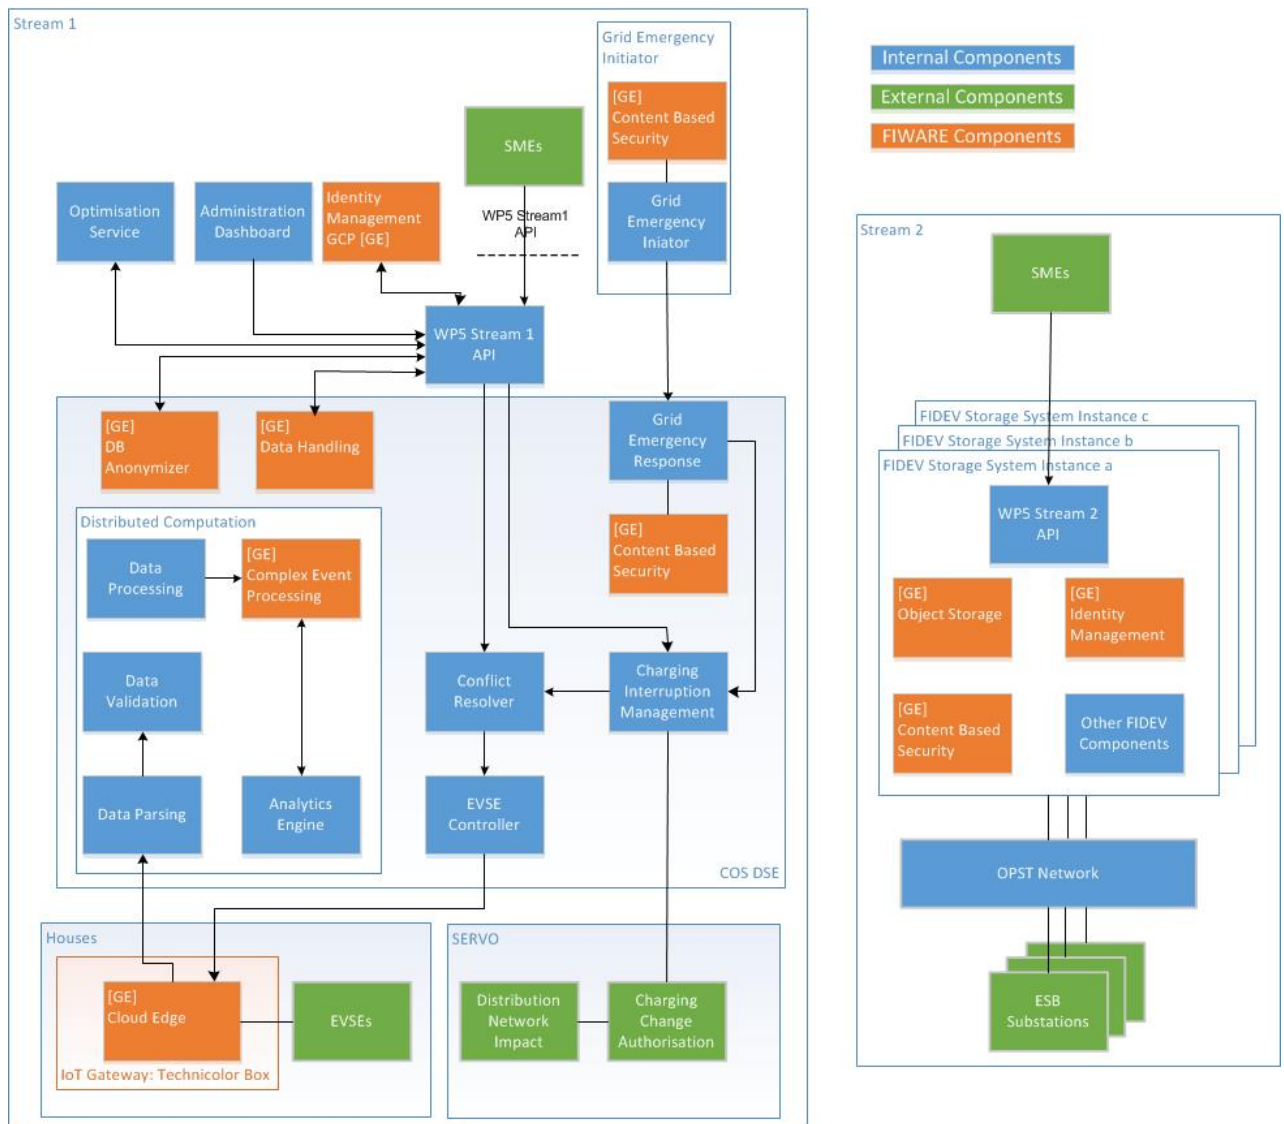 Stream 1
Grid Emergency
Initiator
[GE]
Content Based
Security
Grid
Emergency
Iniator
SMEs
WP5 Stream1
API
Optimisation
Service
Administration
Dashboard
Identity
Management
GCP [GE]
WP5 Stream 1
API
[GE]
DB
Anonymizer
[GE]
Data Handling
Grid
Emergency
Response
[GE]
Content Based
Security
Distributed Computation
Data
Processing
[GE]
Complex Event
Processing
Data
Validation
Data Parsing
Analytics
Engine
Conflict
Resolver
Charging
Interruption
Management
EVSE
Controller
COS DSE
Houses
[GE]
Cloud Edge
IoT Gateway: Technicolor Box
EVSEs
SERVO
Distribution
Network
Impact
Charging
Change
Authorisation
Internal Components
External Components
FIWARE Components
Stream 2
SMEs
FIDEV Storage System Instance c
FIDEV Storage System Instance b
FIDEV Storage System Instance a
WP5 Stream 2
API
[GE]
Object Storage
[GE]
Identity
Management
[GE]
Content Based
Security
Other FIDEV
Components
OPST Network
ESB
Substations